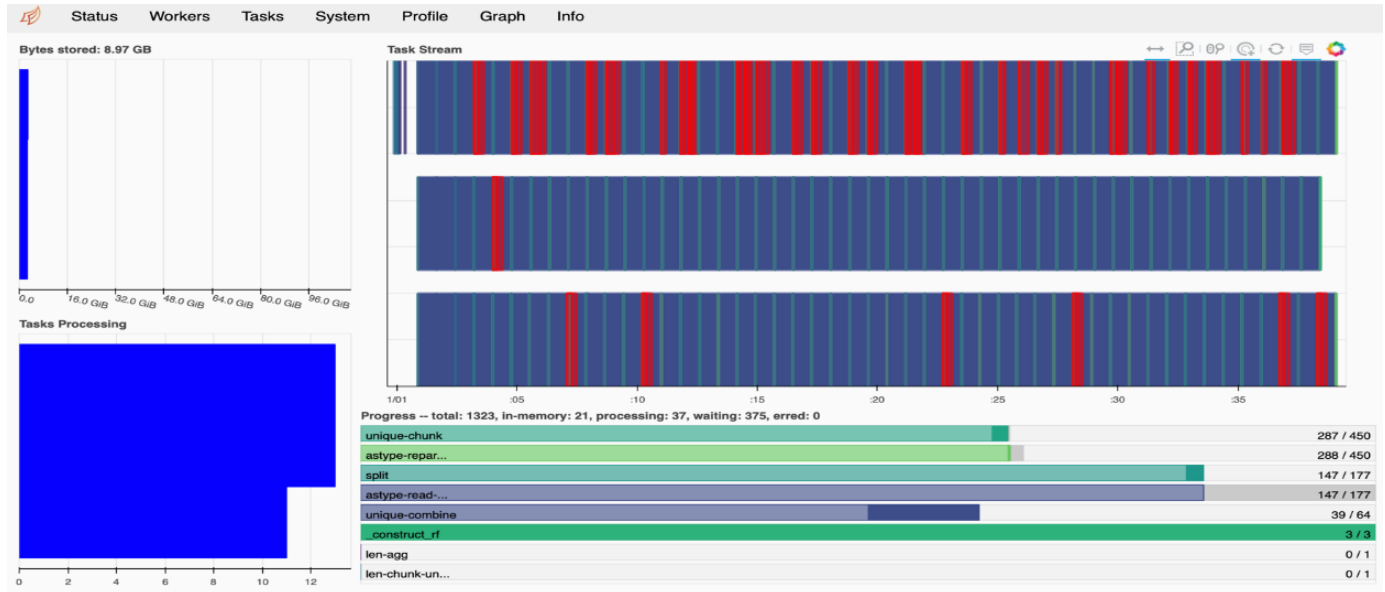 Status Workers Tasks System Profile Graph Info
Bytes stored: 8.97 GB
0.0 16.0 GiB 32.0 GiB 48.0 GiB 64.0 GiB 80.0 GiB 96.0 GiB
Tasks Processing
0 2 4 6 8 10 12
Task Stream
1/01 :05 :10 :15 :20 :25 :30 :35
Progress -- total: 1323, in-memory: 21, processing: 37, waiting: 375, erred: 0
unique-chunk 287 / 450
astype-repar... 288 / 450
split 147 / 177
astype-read-... 147 / 177
unique-combine 39 / 64
_construct_rf 3 / 3
len-agg 0 / 1
len-chunk-un... 0 / 1